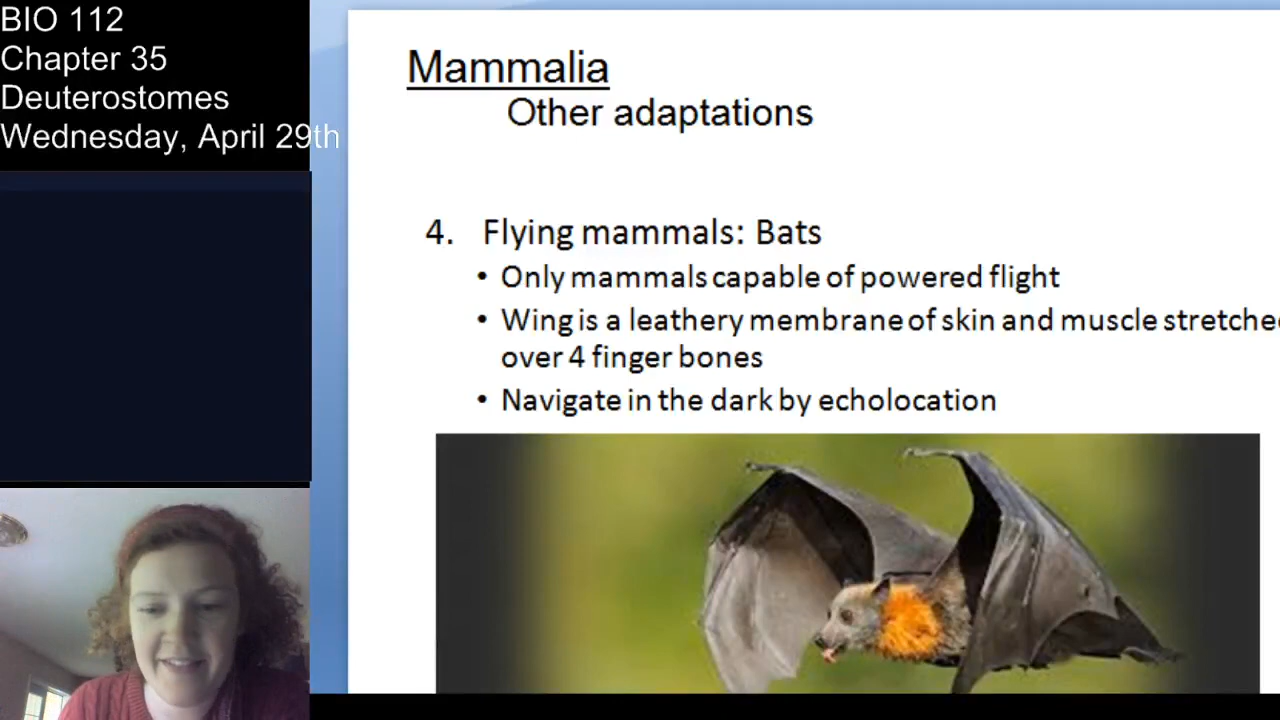 BIO 112
Chapter 35
Deuterostomes
Wednesday, April 29th
Mammalia
Other adaptations
4. Flying mammals: Bats
• Only mammals capable of powered flight
• Wing is a leathery membrane of skin and muscle stretche
over 4 finger bones
• Navigate in the dark by echolocation